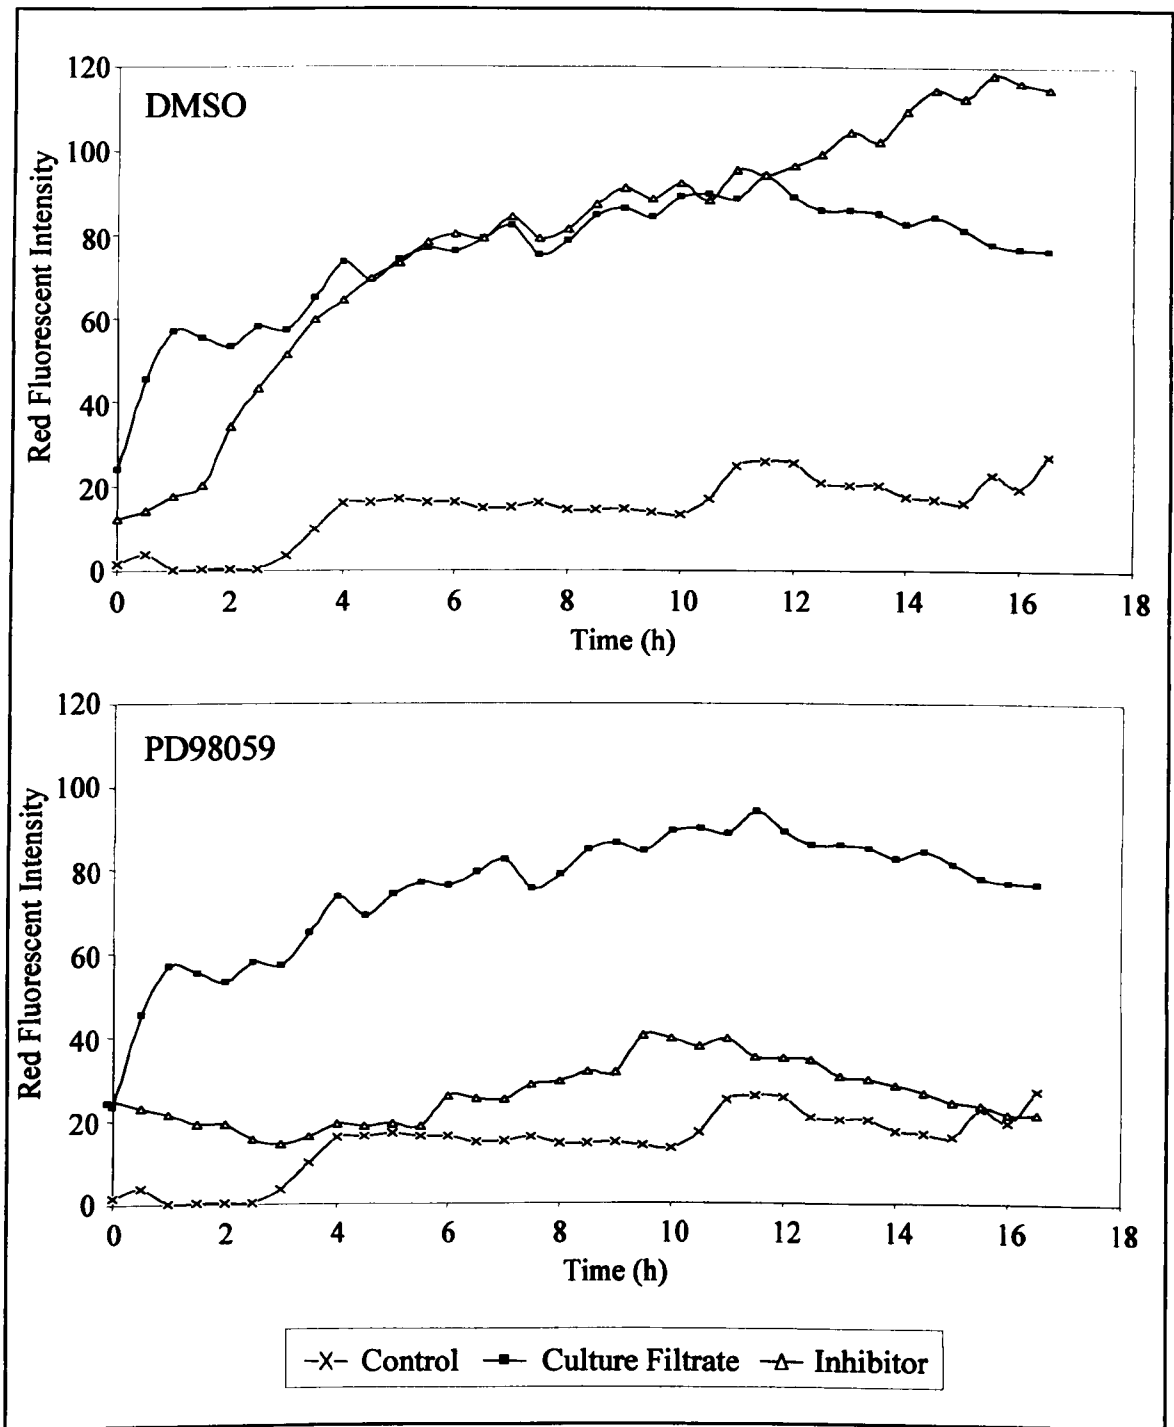 DMSO
Red Fluorescent Intensity
120
100
80
60
40
20
0
0 2 4 6 8 10 12 14 16 18
Time (h)
PD98059
Red Fluorescent Intensity
120
100
80
60
40
20
0
0 2 4 6 8 10 12 14 16 18
Time (h)
Control Culture Filtrate Inhibitor